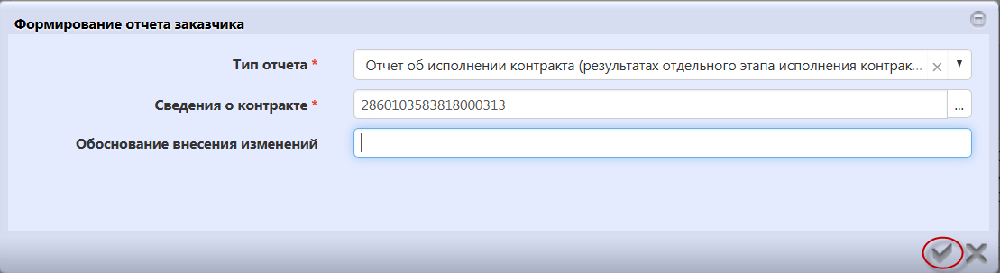 Формирование отчета заказчика
Тип отчета * Отчет об исполнении контракта (результатах отдельного этапа исполнения контрак...
Сведения о контракте * 2860103583818000313 ...
Обоснование внесения изменений